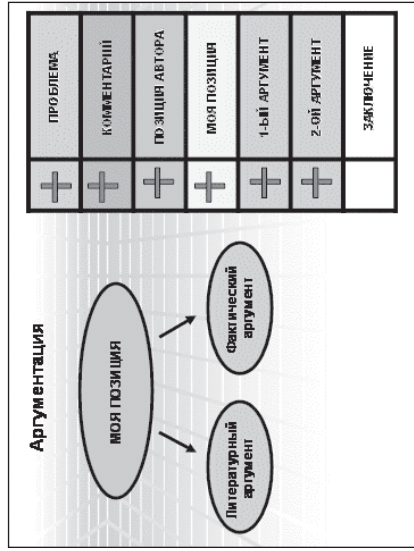 Аргументация
МОЯ ПОЗИЦИЯ
Литературный
аргумент
Фактический
аргумент
ПРОБЛЕМА
КОММЕНТАРИЙ
ПОЗИЦИЯ АВТОРА
МОЯ ПОЗИЦИЯ
1-ЫЙ АРГУМЕНТ
2-ОЙ АРГУМЕНТ
ЗАКЛЮЧЕНИЕ